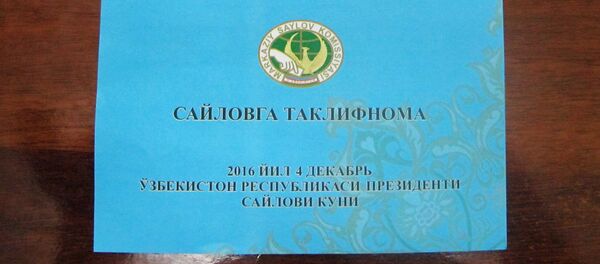 MARKAZIY SAYLOV KOMISSIYASI
САЙЛОВГА ТАКЛИФНОМА
2016 ЙИЛ 4 ДЕКАБРЬ
ЎЗБЕКИСТОН РЕСПУБЛИКАСИ ПРЕЗИДЕНТИ
САЙЛОВИ КУНИ